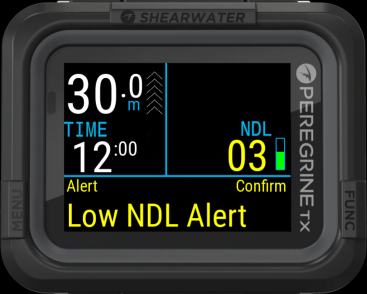 SHEARWATER
30.0
m
TIME
NDL
12:00
03
Alert
Confirm
Low NDL Alert
MENU
FUNC
PEREGRINE TX